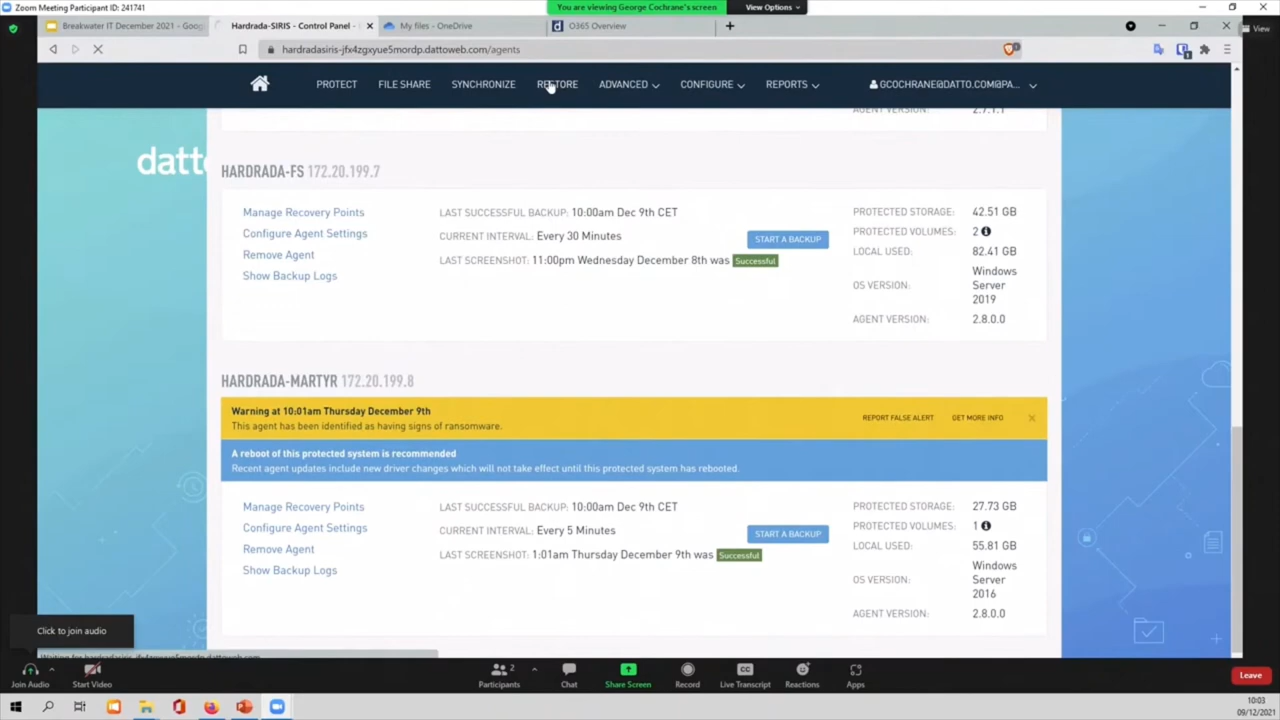 Zoom Meeting Participant ID: 241741
You are viewing George Cochrane's screen
View Options
Breakwater IT December 2021 - Goog
Hardrada-SIRIS - Control Panel -
My files - OneDrive
O365 Overview
View
hardradasiris-jfx4zgxyue5mordp.dattoweb.com/agents
PROTECT
FILE SHARE
SYNCHRONIZE
RESTORE
ADVANCED
CONFIGURE
REPORTS
GCOCHRANE@DATTO.COM@PA...
datto
HARDRADA-FS 172.20.199.7
Manage Recovery Points
Configure Agent Settings
Remove Agent
Show Backup Logs
LAST SUCCESSFUL BACKUP: 10:00am Dec 9th CET
CURRENT INTERVAL: Every 30 Minutes
LAST SCREENSHOT: 11:00pm Wednesday December 8th was Successful
START A BACKUP
PROTECTED STORAGE: 42.51 GB
PROTECTED VOLUMES: 2
LOCAL USED: 82.41 GB
OS VERSION: Windows
Server
2019
AGENT VERSION: 2.8.0.0
HARDRADA-MARTYR 172.20.199.8
Warning at 10:01am Thursday December 9th
This agent has been identified as having signs of ransomware.
REPORT FALSE ALERT
GET MORE INFO
A reboot of this protected system is recommended
Recent agent updates include new driver changes which will not take effect until this protected system has rebooted.
Manage Recovery Points
Configure Agent Settings
Remove Agent
Show Backup Logs
LAST SUCCESSFUL BACKUP: 10:00am Dec 9th CET
CURRENT INTERVAL: Every 5 Minutes
LAST SCREENSHOT: 1:01am Thursday December 9th was Successful
START A BACKUP
PROTECTED STORAGE: 27.73 GB
PROTECTED VOLUMES: 1
LOCAL USED: 55.81 GB
OS VERSION: Windows
Server
2016
AGENT VERSION: 2.8.0.0
Click to join audio
Join Audio
Start Video
Participants 2
Chat
Share Screen
Record
Live Transcript
Reactions
Apps
Leave
10:03
09/12/2021